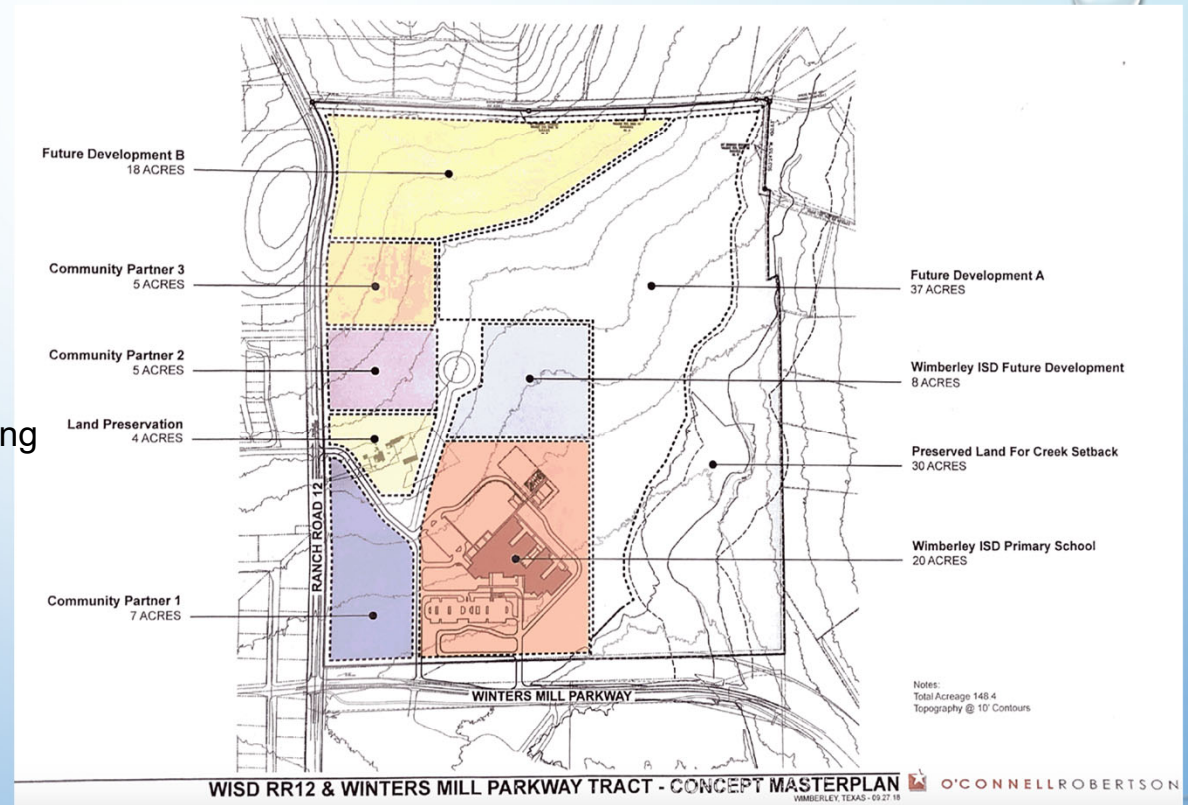 Future Development B
18 ACRES
Community Partner 3
5 ACRES
Community Partner 2
5 ACRES
ng
Land Preservation
4 ACRES
Community Partner 1
7 ACRES
RANCH ROAD 12
Future Development A
37 ACRES
Wimberley ISD Future Development
8 ACRES
Preserved Land For Creek Setback
30 ACRES
Wimberley ISD Primary School
20 ACRES
WINTERS MILL PARKWAY
Notes:
Total Acreage 148.4
Topography @ 10' Contours
WISD RR12 & WINTERS MILL PARKWAY TRACT - CONCEPT MASTERPLAN
WIMBERLEY, TEXAS - 09.27.18
O'CONNELLROBERTSON